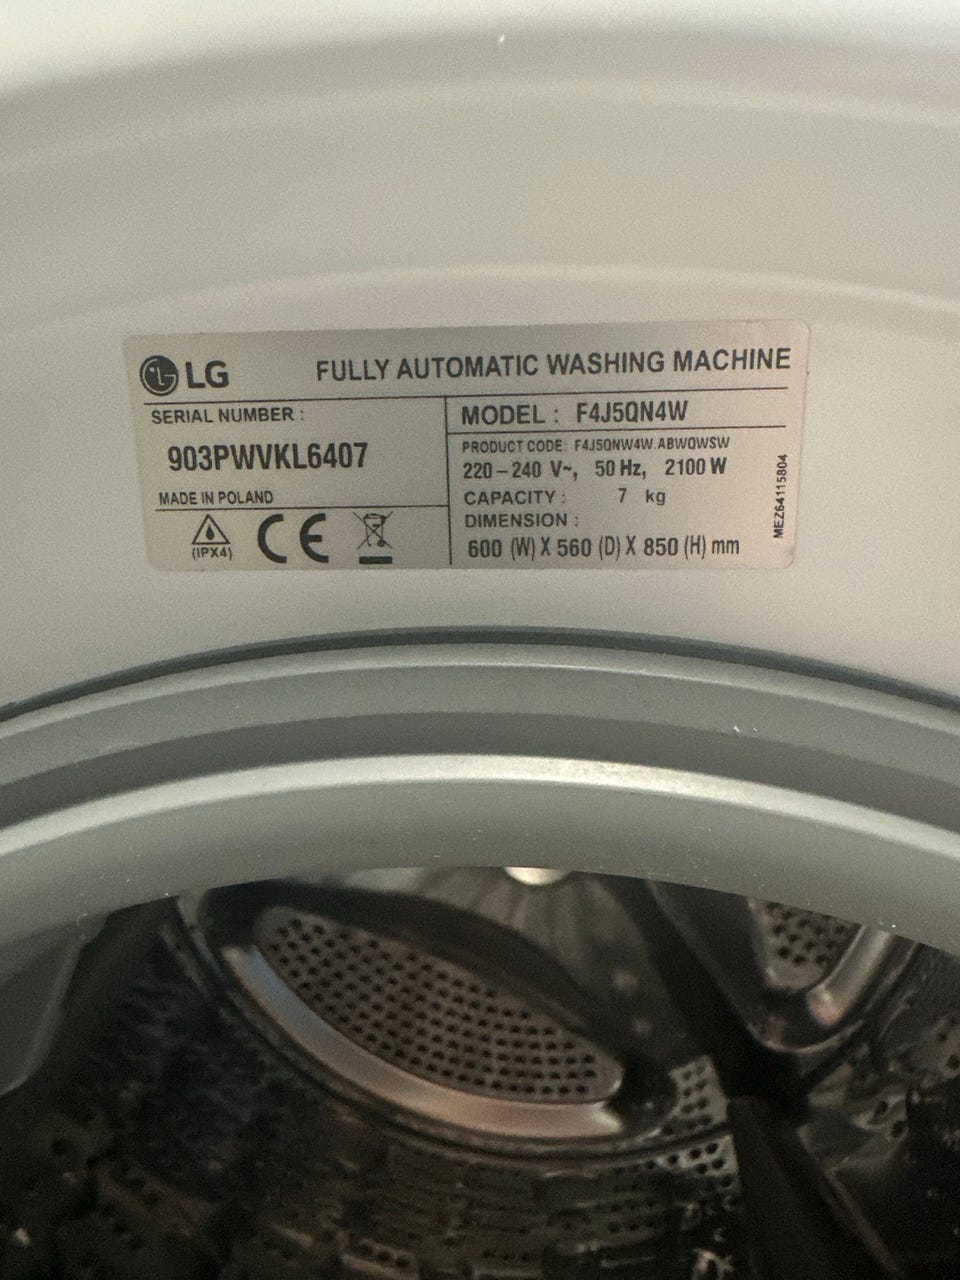 LG FULLY AUTOMATIC WASHING MACHINE
SERIAL NUMBER :
903PWVKL6407
MADE IN POLAND
(IPX4) CE
MODEL : F4J5QN4W
PRODUCT CODE: F4J5QNW4W.ABWQWSW
220-240 V~, 50 Hz, 2100 W
CAPACITY : 7 kg
DIMENSION :
600 (W) X 560 (D) X 850 (H) mm
MEZ64115804